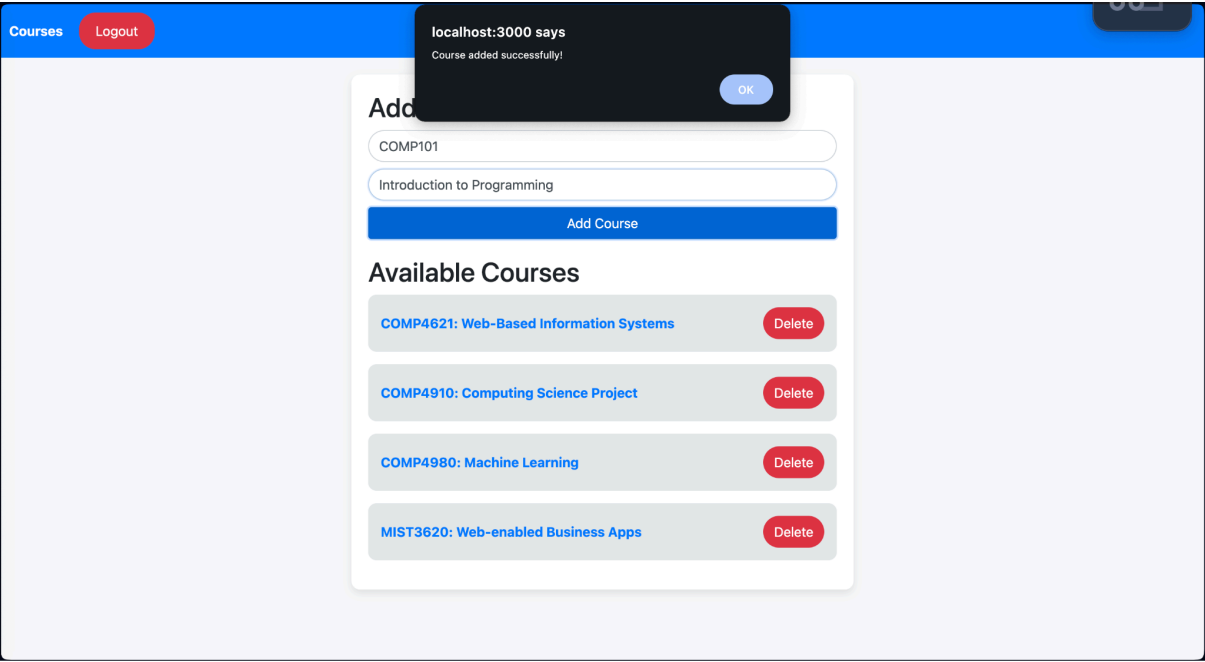 Courses
Logout
localhost:3000 says
Course added successfully!
OK
Add
COMP101
Introduction to Programming
Add Course
Available Courses
COMP4621: Web-Based Information Systems
Delete
COMP4910: Computing Science Project
Delete
COMP4980: Machine Learning
Delete
MIST3620: Web-enabled Business Apps
Delete